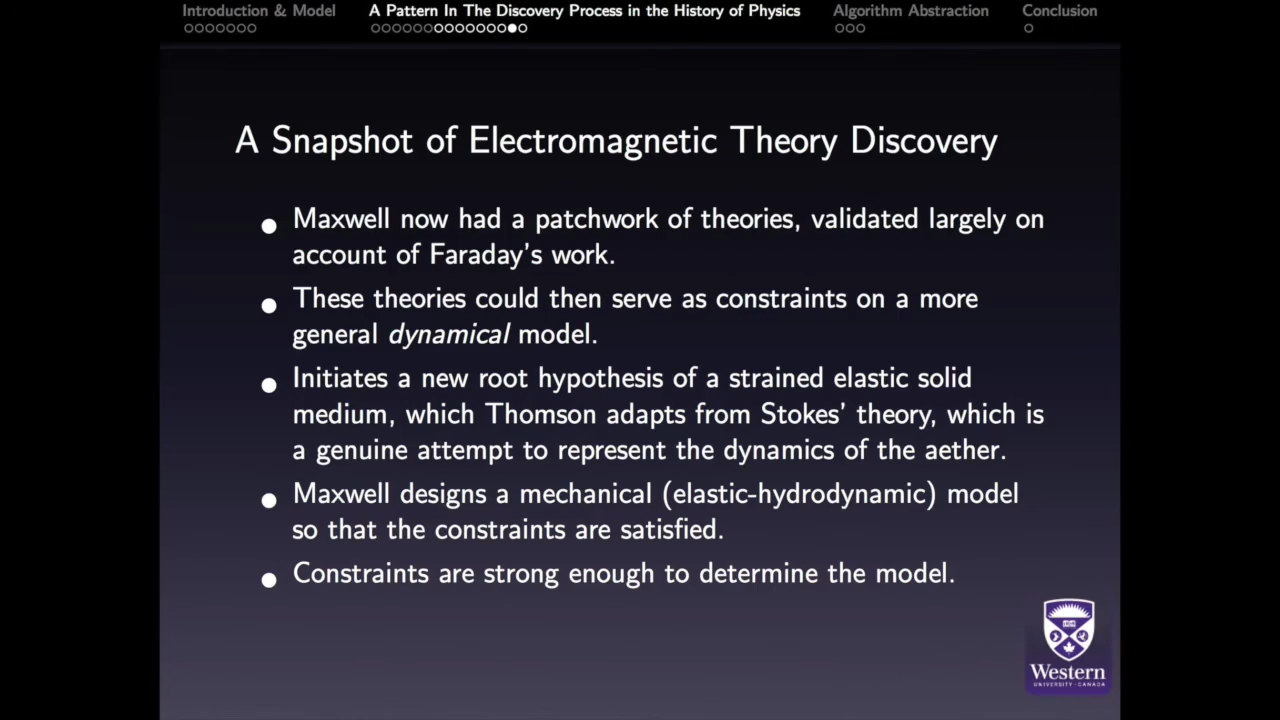 Introduction & Model A Pattern In The Discovery Process in the History of Physics Algorithm Abstraction Conclusion
A Snapshot of Electromagnetic Theory Discovery
Maxwell now had a patchwork of theories, validated largely on
account of Faraday's work.
These theories could then serve as constraints on a more
general dynamical model.
Initiates a new root hypothesis of a strained elastic solid
medium, which Thomson adapts from Stokes' theory, which is
a genuine attempt to represent the dynamics of the aether.
Maxwell designs a mechanical (elastic-hydrodynamic) model
so that the constraints are satisfied.
Constraints are strong enough to determine the model.
Western
UNIVERSITY · CANADA